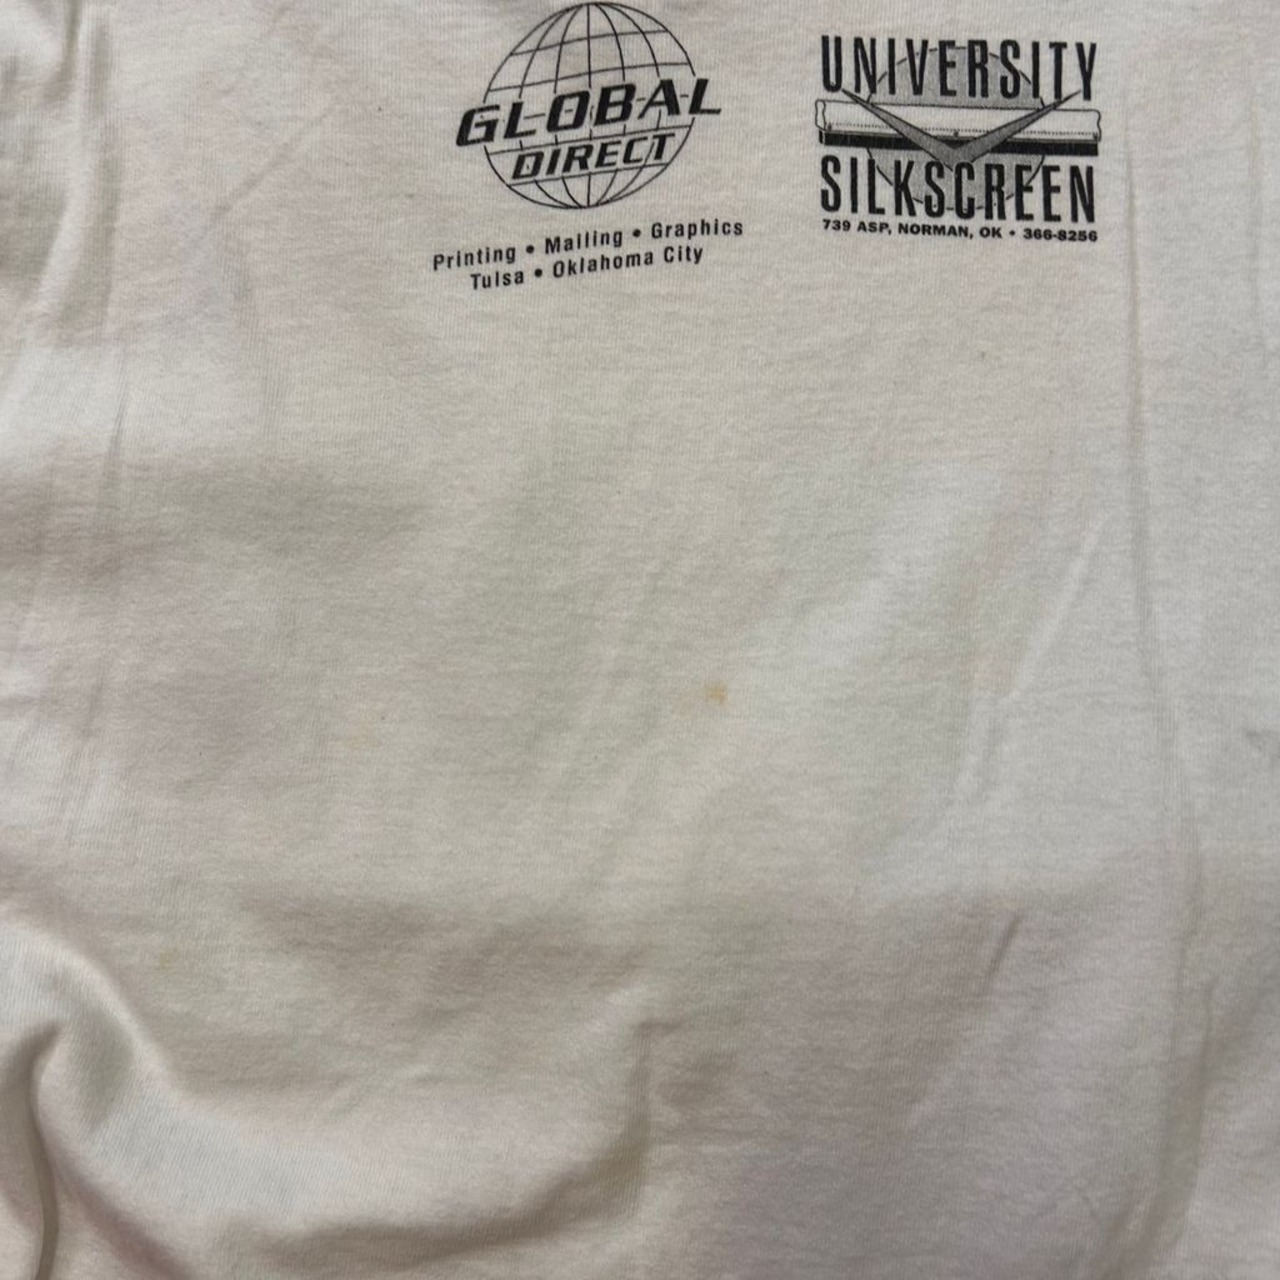 GLOBAL
DIRECT
Printing • Mailing • Graphics
Tulsa • Oklahoma City
UNIVERSITY
SILKSCREEN
739 ASP, NORMAN, OK • 366-8256